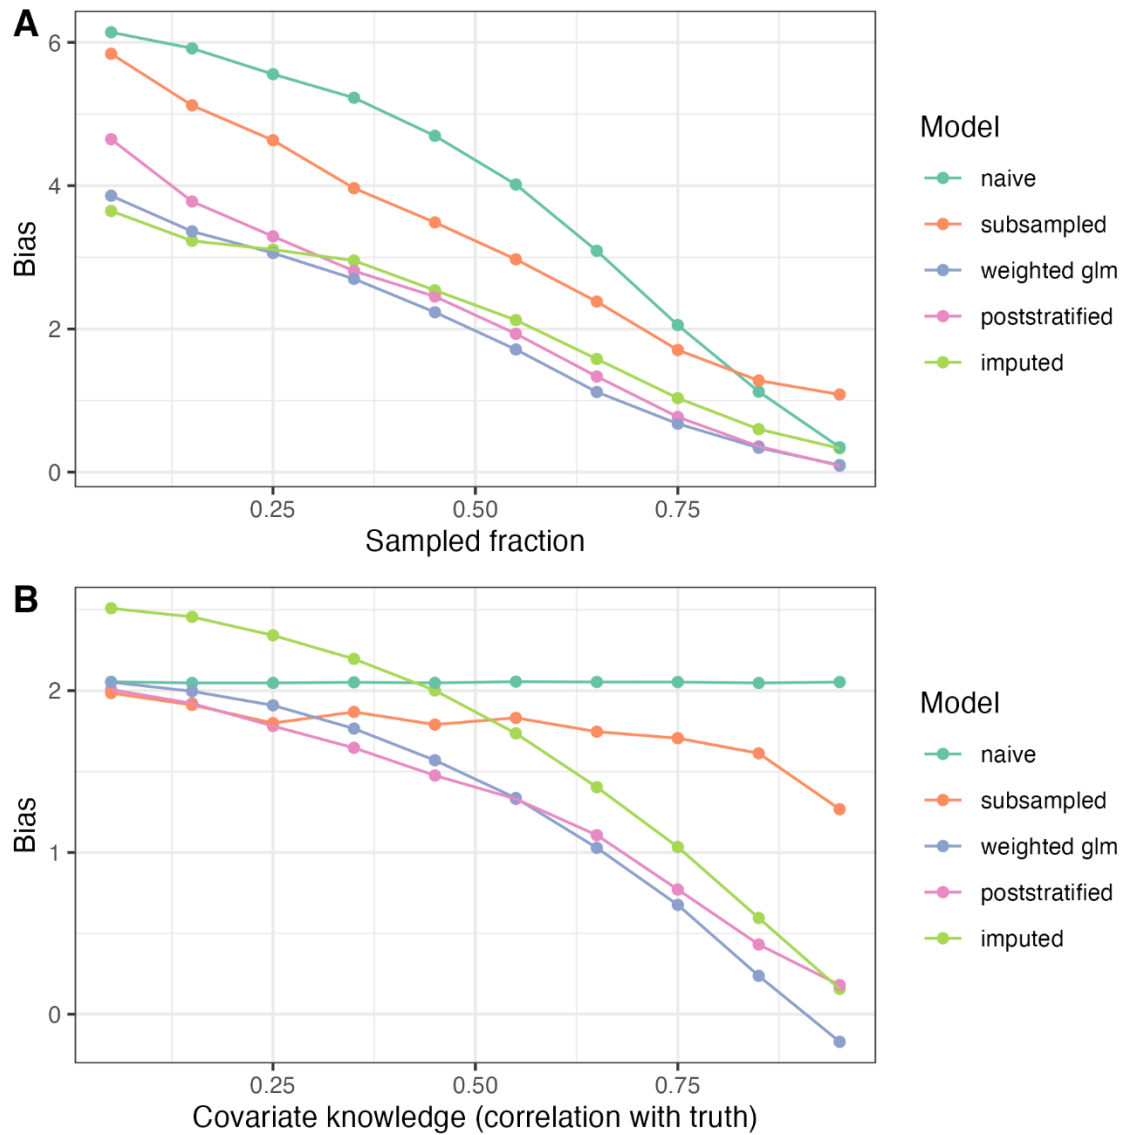 A
6
4
2
0
Bias
0.25 0.50 0.75
Sampled fraction
Model
naive
subsampled
weighted glm
poststratified
imputed
B
2
1
0
Bias
0.25 0.50 0.75
Covariate knowledge (correlation with truth)
Model
naive
subsampled
weighted glm
poststratified
imputed